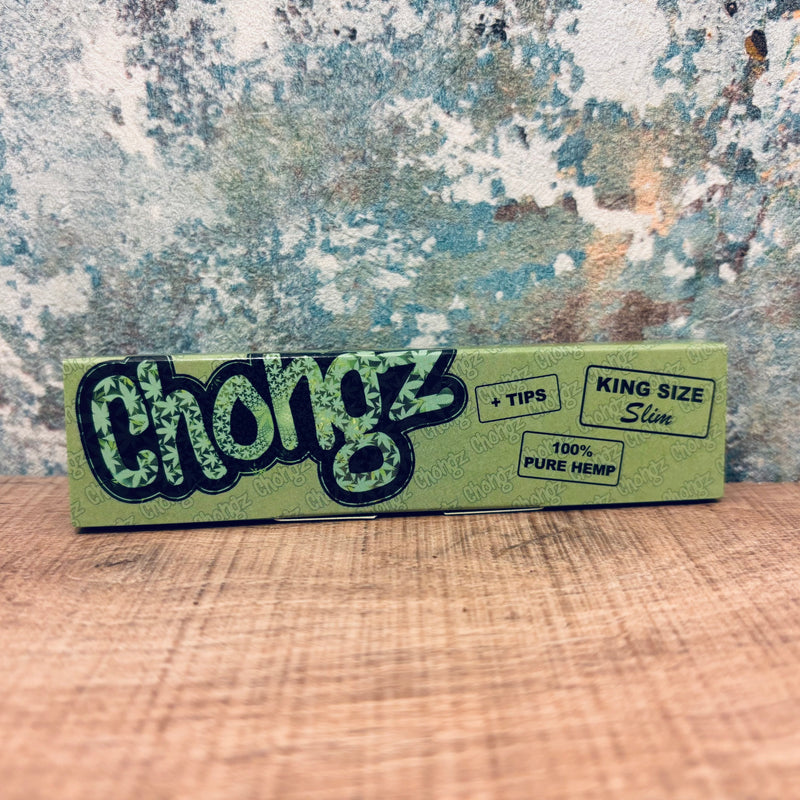 Chongz
+ TIPS
KING SIZE
Slim
100%
PURE HEMP